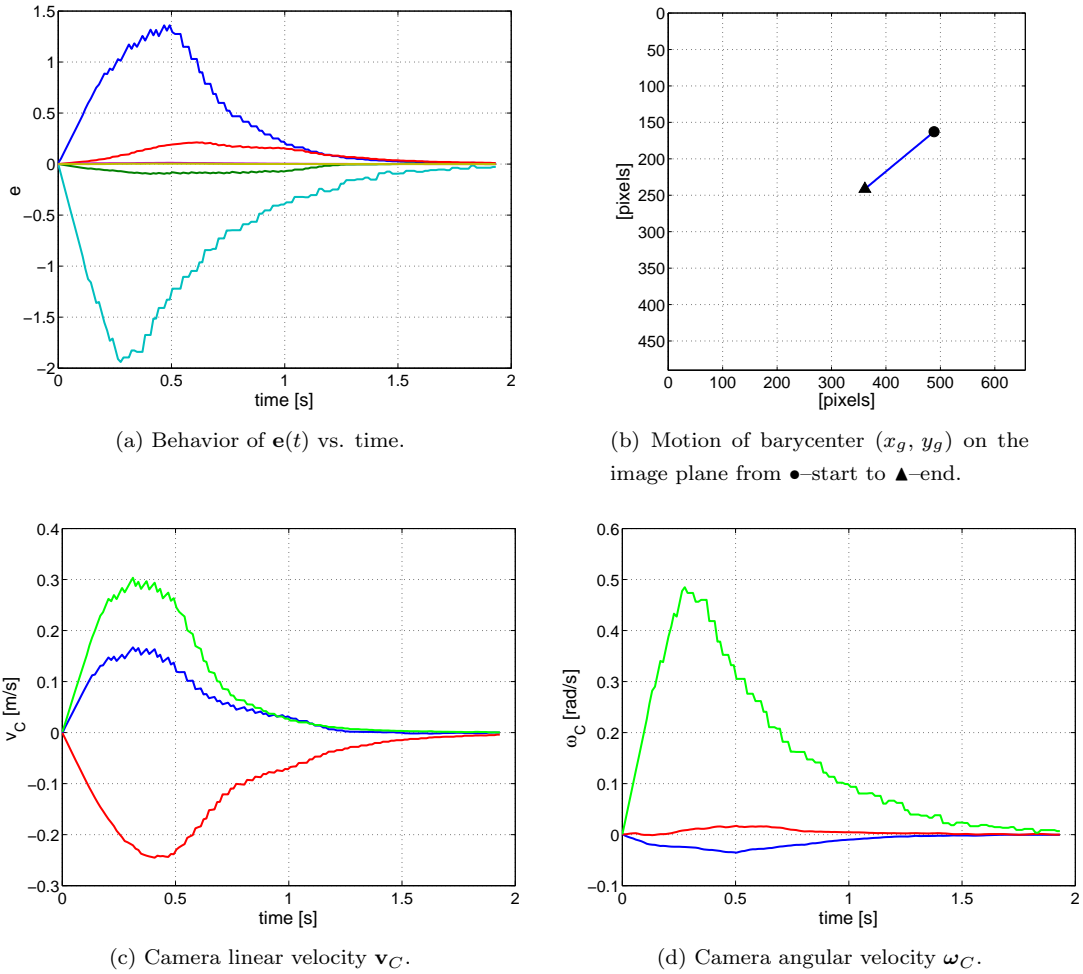 1.5
1
0.5
0
−0.5
−1
−1.5
−2
e
0 0.5 1 1.5 2
time [s]
(a) Behavior of e(t) vs. time.
0
50
100
150
200
250
300
350
400
450
[pixels]
0 100 200 300 400 500 600
[pixels]
(b) Motion of barycenter (x_g, y_g) on the
image plane from ●–start to ▲–end.
0.4
0.3
0.2
0.1
0
−0.1
−0.2
−0.3
v_C [m/s]
0 0.5 1 1.5 2
time [s]
(c) Camera linear velocity v_C.
0.6
0.5
0.4
0.3
0.2
0.1
0
−0.1
ω_C [rad/s]
0 0.5 1 1.5 2
time [s]
(d) Camera angular velocity ω_C.